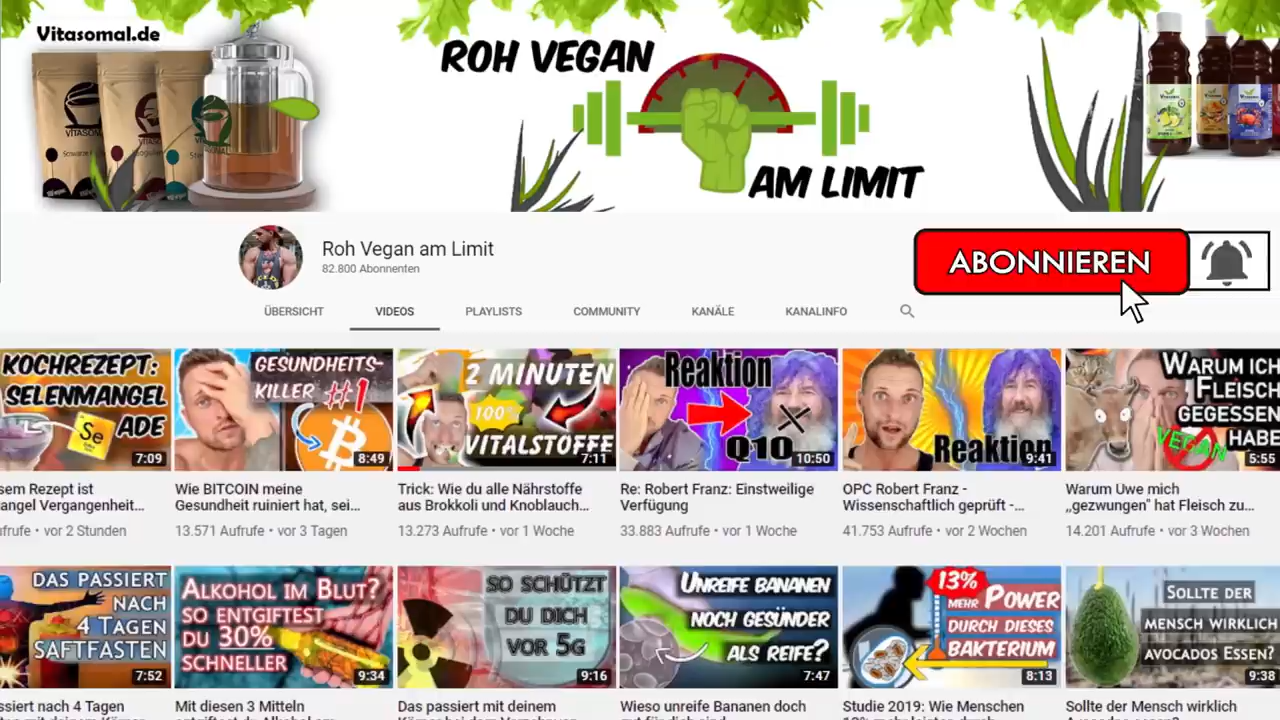 Vitasomal.de
ROH VEGAN
AM LIMIT
Roh Vegan am Limit
82.800 Abonnenten
ABONNIEREN
ÜBERSICHT
VIDEOS
PLAYLISTS
COMMUNITY
KANÄLE
KANALINFO
KOCHREZEPT:
SELENMANGEL
ADE
Se
7:09
GESUNDHEITS-
KILLER #1
8:49
2 MINUTEN
100%
VITALSTOFFE
7:11
Reaktion
Q10
10:50
Reaktion
9:41
WARUM ICH
FLEISCH
GEGESSEN
HABE
VEGAN
5:55
sem Rezept ist
angel Vergangenheit...
ufrufe • vor 2 Stunden
Wie BITCOIN meine
Gesundheit ruiniert hat, sei...
13.571 Aufrufe • vor 3 Tagen
Trick: Wie du alle Nährstoffe
aus Brokkoli und Knoblauch...
13.273 Aufrufe • vor 1 Woche
Re: Robert Franz: Einstweilige
Verfügung
33.883 Aufrufe • vor 1 Woche
OPC Robert Franz -
Wissenschaftlich geprüft -...
41.753 Aufrufe • vor 2 Wochen
Warum Uwe mich
„gezwungen" hat Fleisch zu...
14.201 Aufrufe • vor 3 Wochen
DAS PASSIERT
NACH
4 TAGEN
SAFTFASTEN
7:52
ALKOHOL IM BLUT?
SO ENTGIFTEST
DU 30%
SCHNELLER
9:34
SO SCHÜTZT
DU DICH
VOR 5G
9:16
UNREIFE BANANEN
NOCH GESÜNDER
ALS REIFE?
7:47
13%
MEHR POWER
DURCH DIESES
BAKTERIUM
8:13
SOLLTE DER
MENSCH WIRKLICH
AVOCADOS ESSEN?
9:38
ssiert nach 4 Tagen
Mit diesen 3 Mitteln
Das passiert mit deinem
Wieso unreife Bananen doch
Studie 2019: Wie Menschen
Sollte der Mensch wirklich